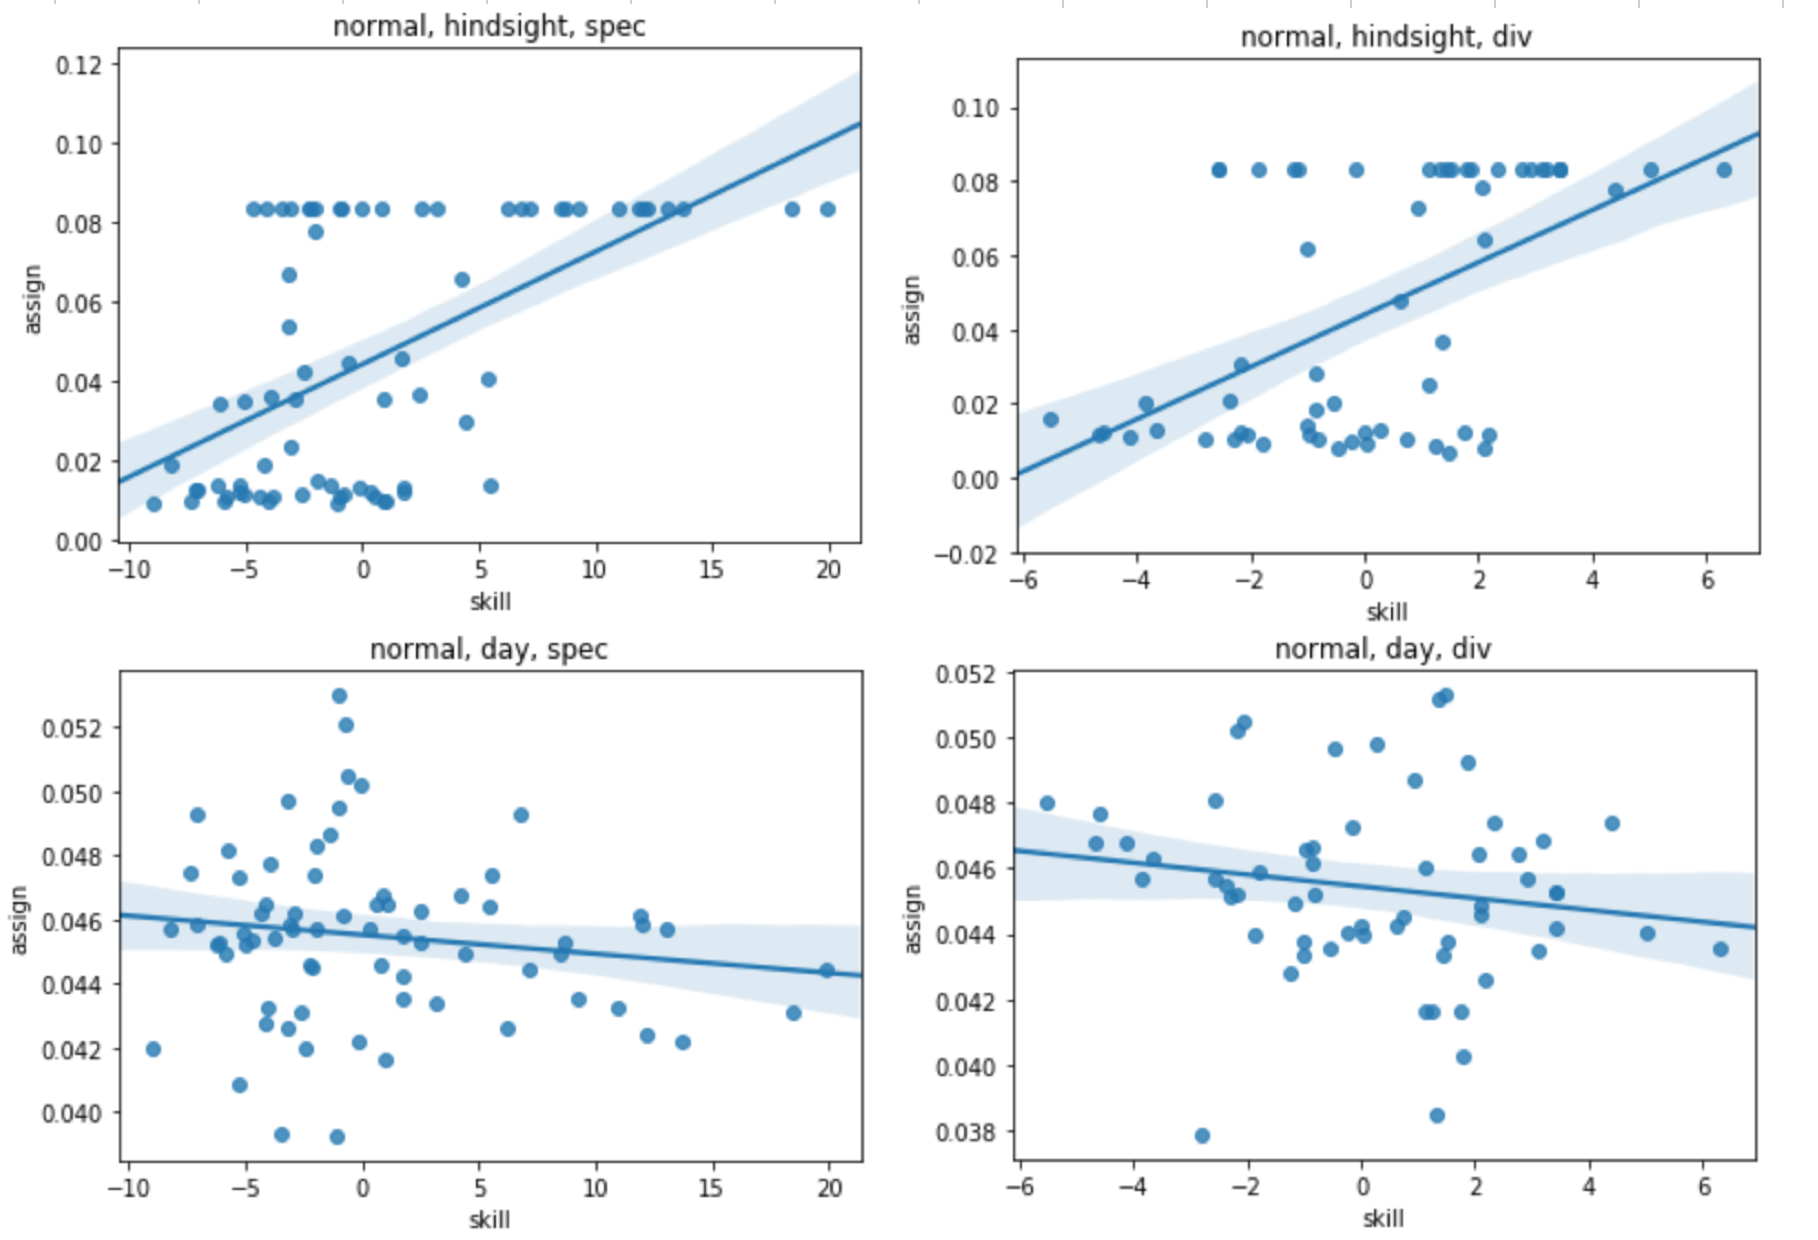 normal, hindsight, spec
0.12
0.10
0.08
0.06
0.04
0.02
0.00
assign
−10 −5 0 5 10 15 20
skill
normal, hindsight, div
0.10
0.08
0.06
0.04
0.02
0.00
−0.02
assign
−6 −4 −2 0 2 4 6
skill
normal, day, spec
0.052
0.050
0.048
0.046
0.044
0.042
0.040
assign
−10 −5 0 5 10 15 20
skill
normal, day, div
0.052
0.050
0.048
0.046
0.044
0.042
0.040
0.038
assign
−6 −4 −2 0 2 4 6
skill